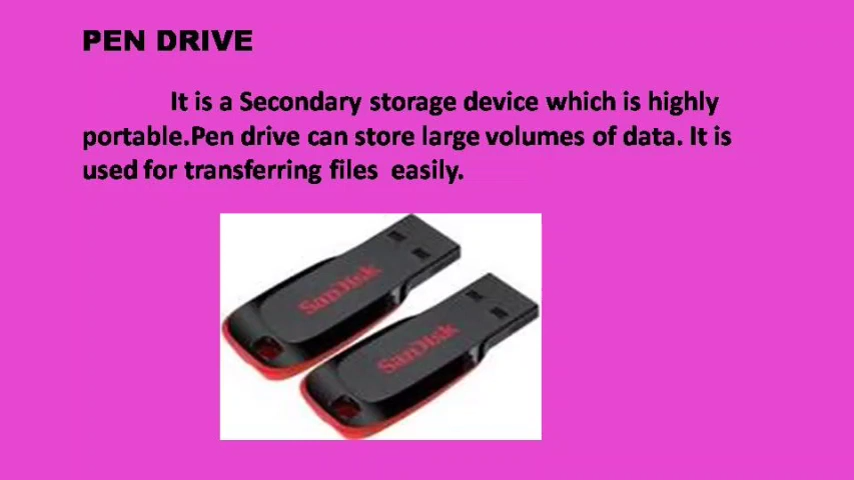 PEN DRIVE
It is a Secondary storage device which is highly
portable.Pen drive can store large volumes of data. It is
used for transferring files easily.
SanDisk
SanDisk